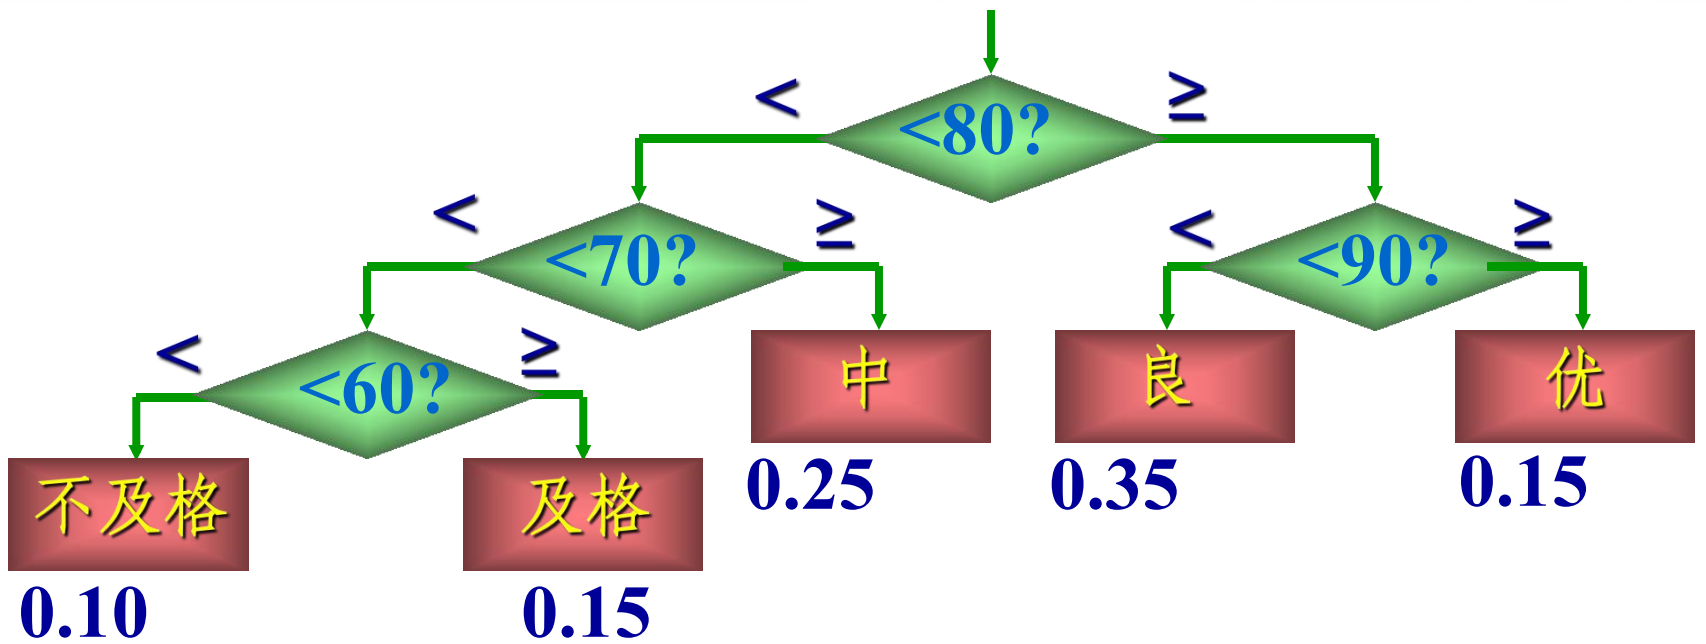 <80?
< ≥
<70?
< ≥
<90?
< ≥
<60?
< ≥
中
良
优
0.25
0.35
0.15
不及格
及格
0.10
0.15